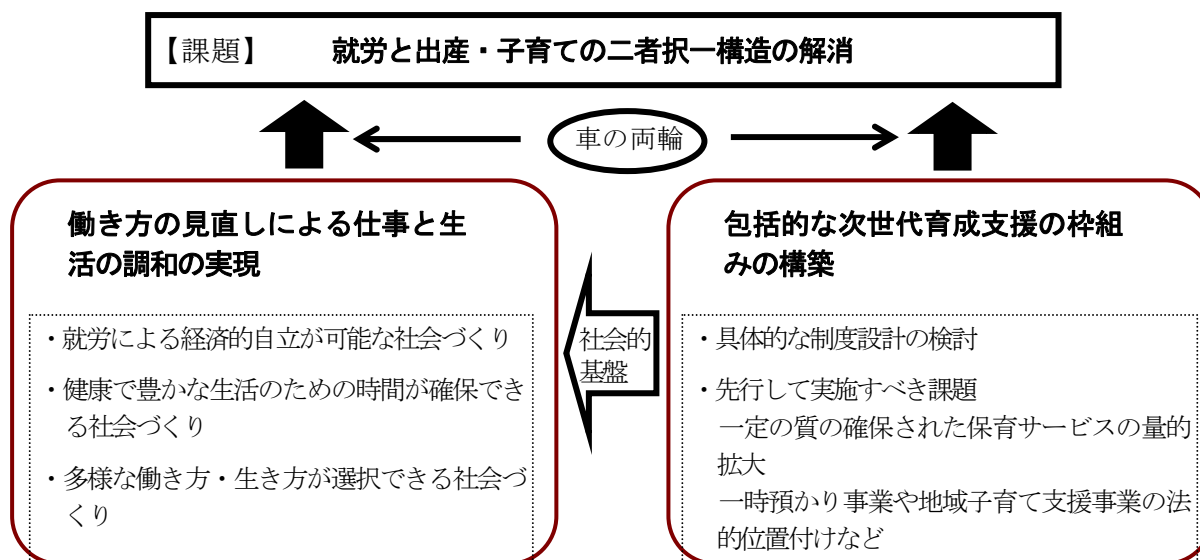 【課題】 就労と出産・子育ての二者択一構造の解消
車の両輪
働き方の見直しによる仕事と生
活の調和の実現
・就労による経済的自立が可能な社会づくり
・健康で豊かな生活のための時間が確保でき
る社会づくり
・多様な働き方・生き方が選択できる社会づ
くり
社会的
基盤
包括的な次世代育成支援の枠組
みの構築
・具体的な制度設計の検討
・先行して実施すべき課題
一定の質の確保された保育サービスの量的
拡大
一時預かり事業や地域子育て支援事業の法
的位置付けなど